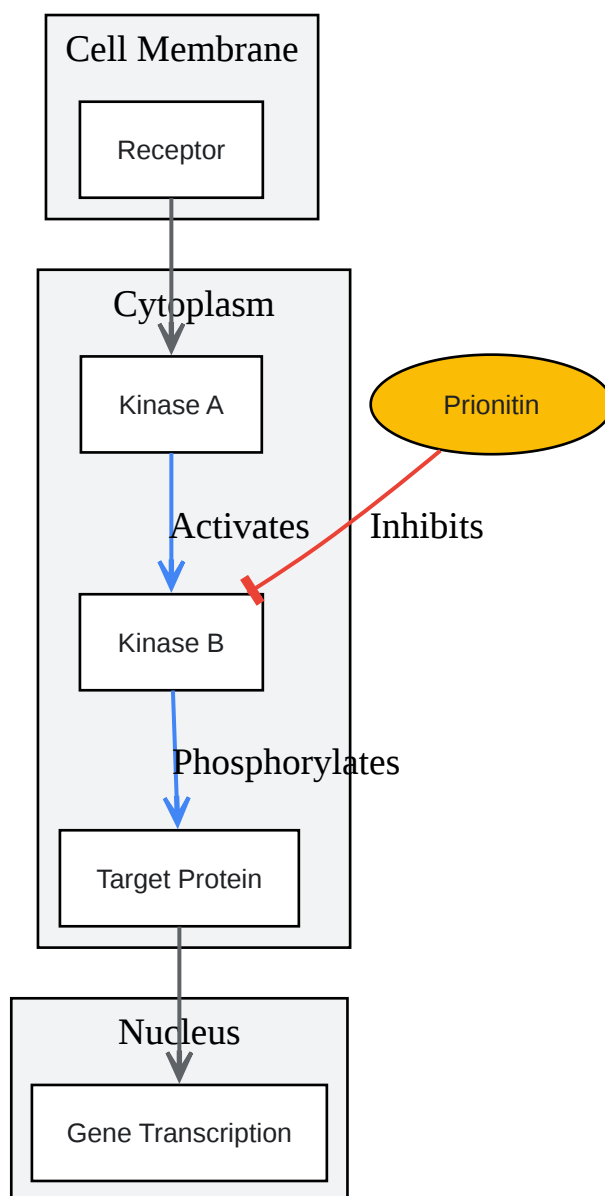 Cell Membrane
Receptor
Cytoplasm
Kinase A
Prionitin
Activates
Inhibits
Kinase B
Phosphorylates
Target Protein
Nucleus
Gene Transcription